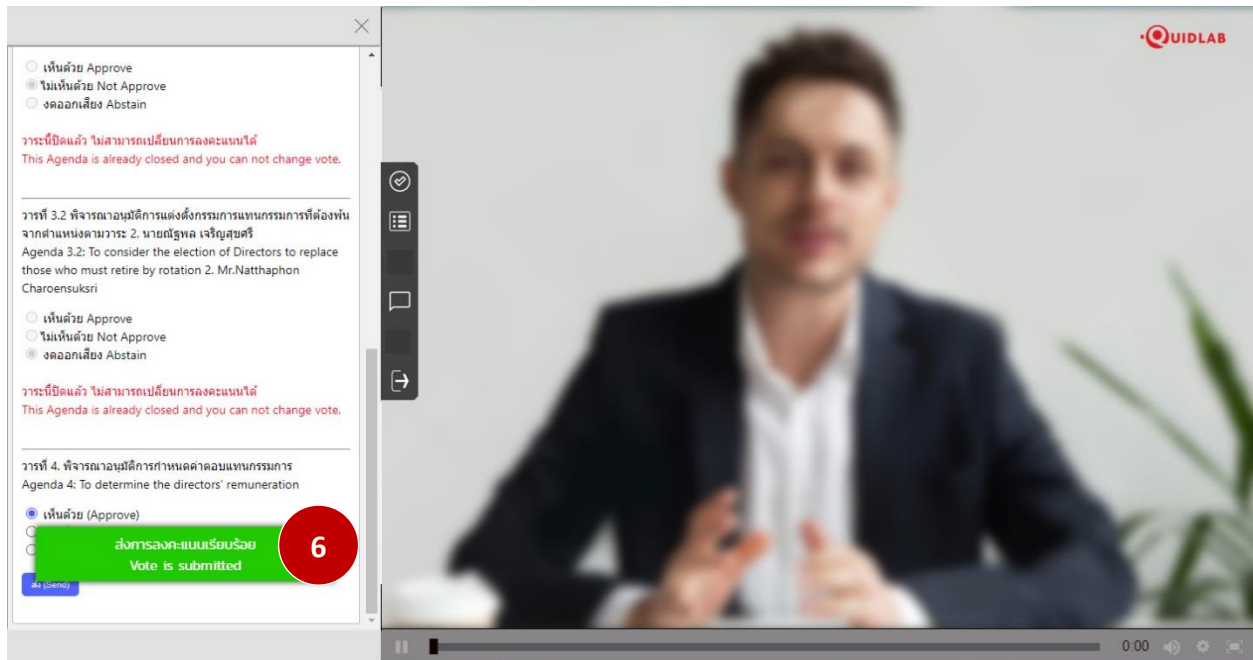 เห็นด้วย Approve
ไม่เห็นด้วย Not Approve
งดออกเสียง Abstain
วาระนี้ปิดแล้ว ไม่สามารถเปลี่ยนการลงคะแนนได้
This Agenda is already closed and you can not change vote.
วารที่ 3.2 พิจารณาอนุมัติการแต่งตั้งกรรมการแทนกรรมการที่ต้องพ้น
จากตำแหน่งตามวาระ 2. นายณัฐพล เจริญสุขศรี
Agenda 3.2: To consider the election of Directors to replace
those who must retire by rotation 2. Mr.Natthaphon
Charoensuksri
เห็นด้วย Approve
ไม่เห็นด้วย Not Approve
งดออกเสียง Abstain
วาระนี้ปิดแล้ว ไม่สามารถเปลี่ยนการลงคะแนนได้
This Agenda is already closed and you can not change vote.
วารที่ 4. พิจารณาอนุมัติการกำหนดค่าตอบแทนกรรมการ
Agenda 4: To determine the directors' remuneration
เห็นด้วย (Approve)
ส่งการลงคะแนนเรียบร้อย
Vote is submitted
6
ส่ง (Send)
QUIDLAB
0:00